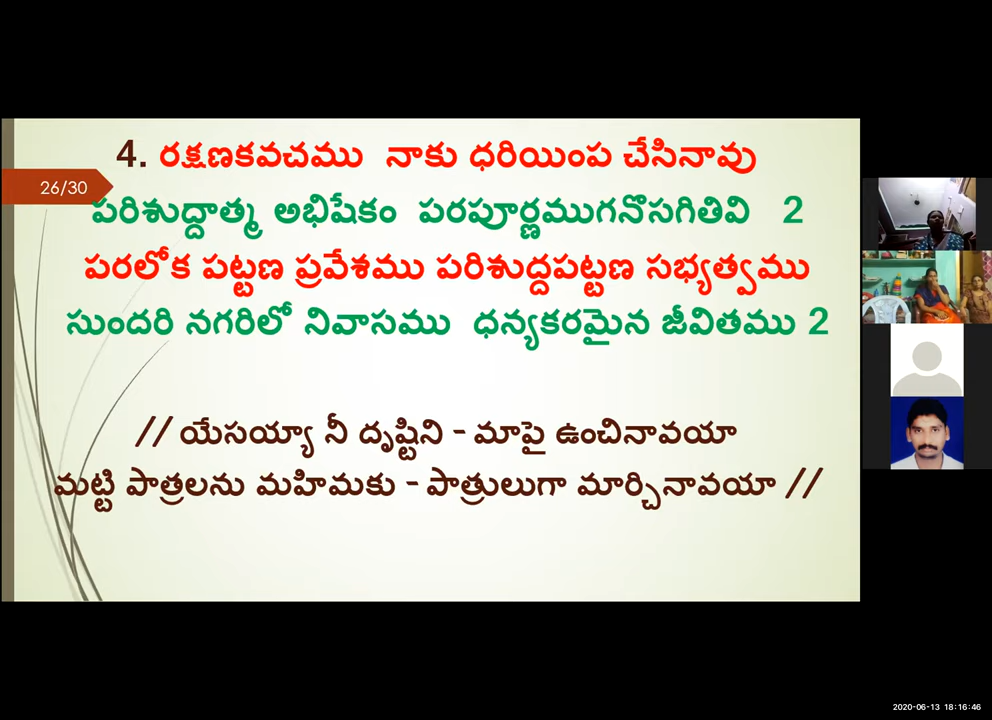 4. రక్షణకవచము నాకు ధరియింప చేసినావు
26/30
పరిశుద్దాత్మ అభిషేకం పరపూర్ణముగనొసగితివి 2
పరలోక పట్టణ ప్రవేశము పరిశుద్దపట్టణ సభ్యత్వము
సుందరి నగరిలో నివాసము ధన్యకరమైన జీవితము 2
// యేసయ్యా నీ దృష్టిని - మాపై ఉంచినావయా
మట్టి పాత్రలను మహిమకు - పాత్రులుగా మార్చినావయా //
2020-06-13 18:16:46